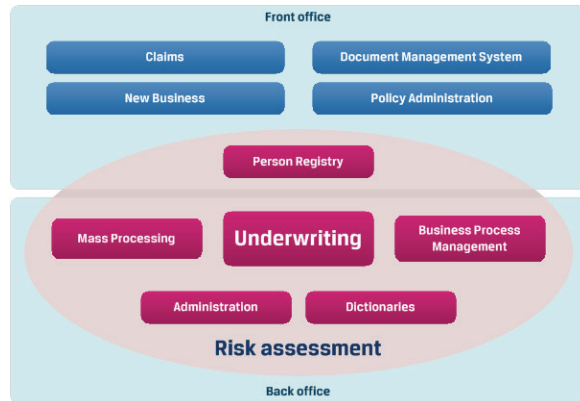 Front office
Claims
Document Management System
New Business
Policy Administration
Person Registry
Mass Processing
Underwriting
Business Process
Management
Administration
Dictionaries
Risk assessment
Back office